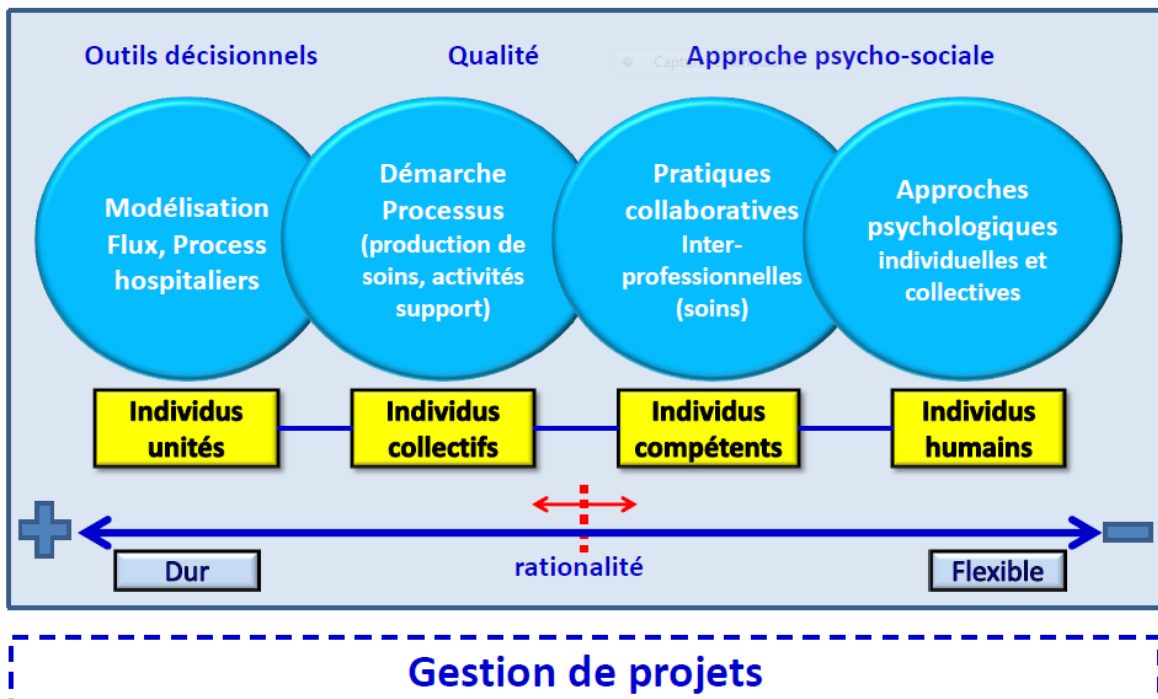 Outils décisionnels
Qualité
Approche psycho-sociale
Modélisation
Flux, Process
hospitaliers
Démarche
Processus
(production de
soins, activités
support)
Pratiques
collaboratives
Inter-
professionnelles
(soins)
Approches
psychologiques
individuelles et
collectives
Individus
unités
Individus
collectifs
Individus
compétents
Individus
humains
Dur
rationalité
Flexible
Gestion de projets